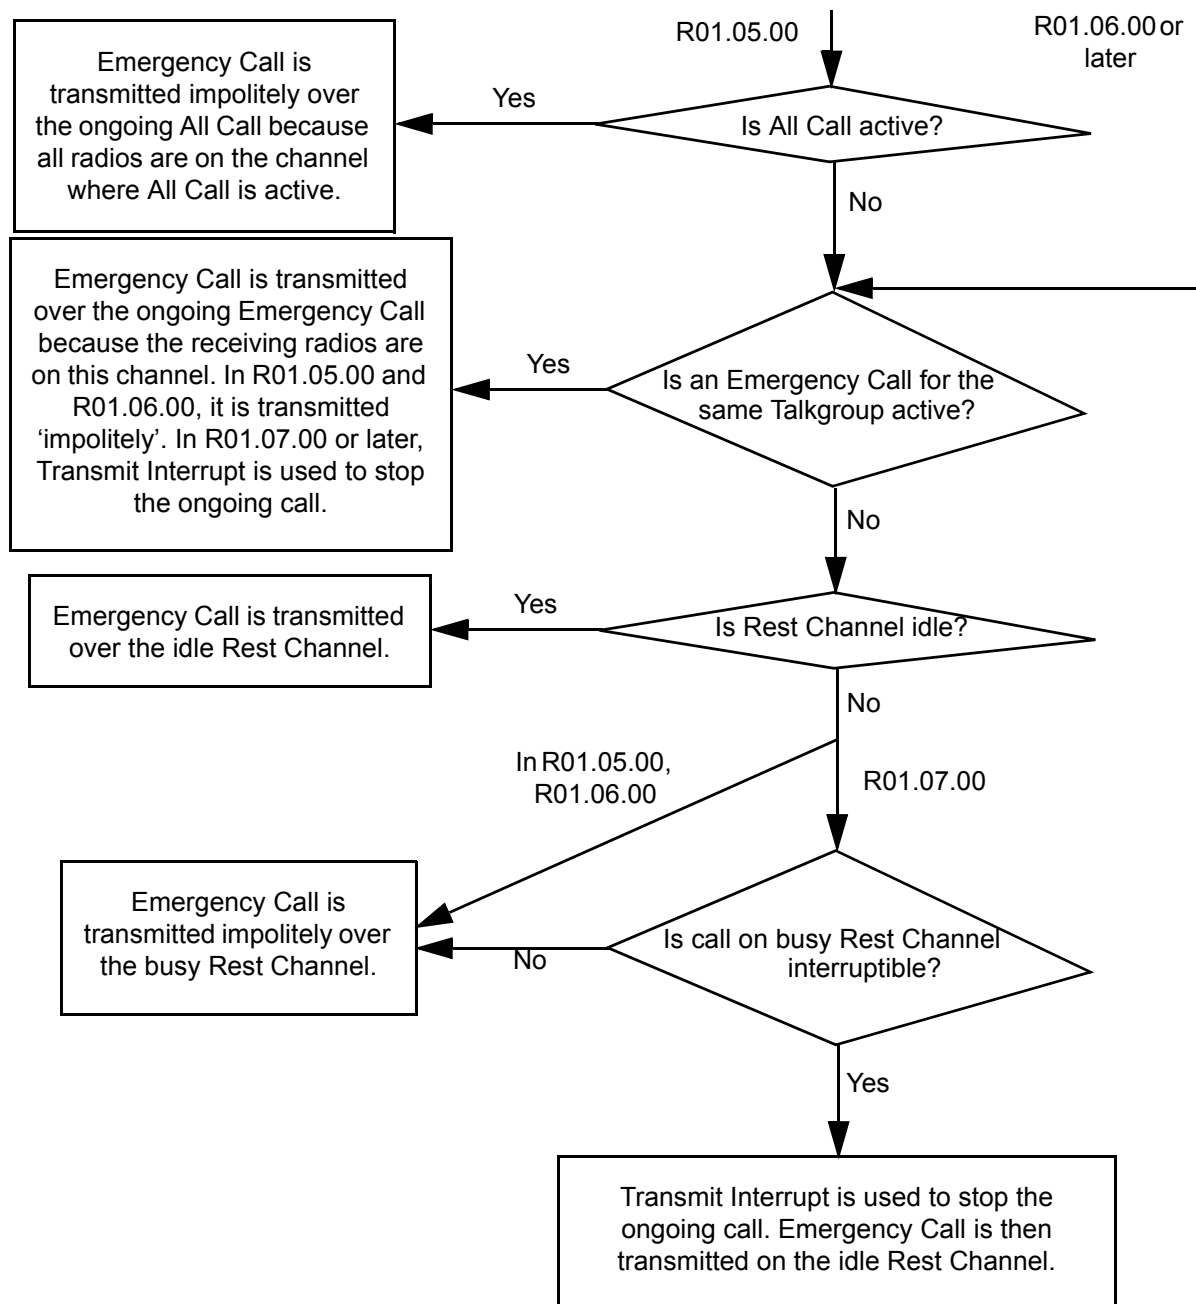 R01.05.00
R01.06.00 or
later
Emergency Call is
transmitted impolitely over
the ongoing All Call because
all radios are on the channel
where All Call is active.
Yes
Is All Call active?
No
Emergency Call is transmitted
over the ongoing Emergency Call
because the receiving radios are
on this channel. In R01.05.00 and
R01.06.00, it is transmitted
‘impolitely’. In R01.07.00 or later,
Transmit Interrupt is used to stop
the ongoing call.
Yes
Is an Emergency Call for the
same Talkgroup active?
No
Emergency Call is transmitted
over the idle Rest Channel.
Yes
Is Rest Channel idle?
No
In R01.05.00,
R01.06.00
R01.07.00
Emergency Call is
transmitted impolitely over
the busy Rest Channel.
No
Is call on busy Rest Channel
interruptible?
Yes
Transmit Interrupt is used to stop the
ongoing call. Emergency Call is then
transmitted on the idle Rest Channel.